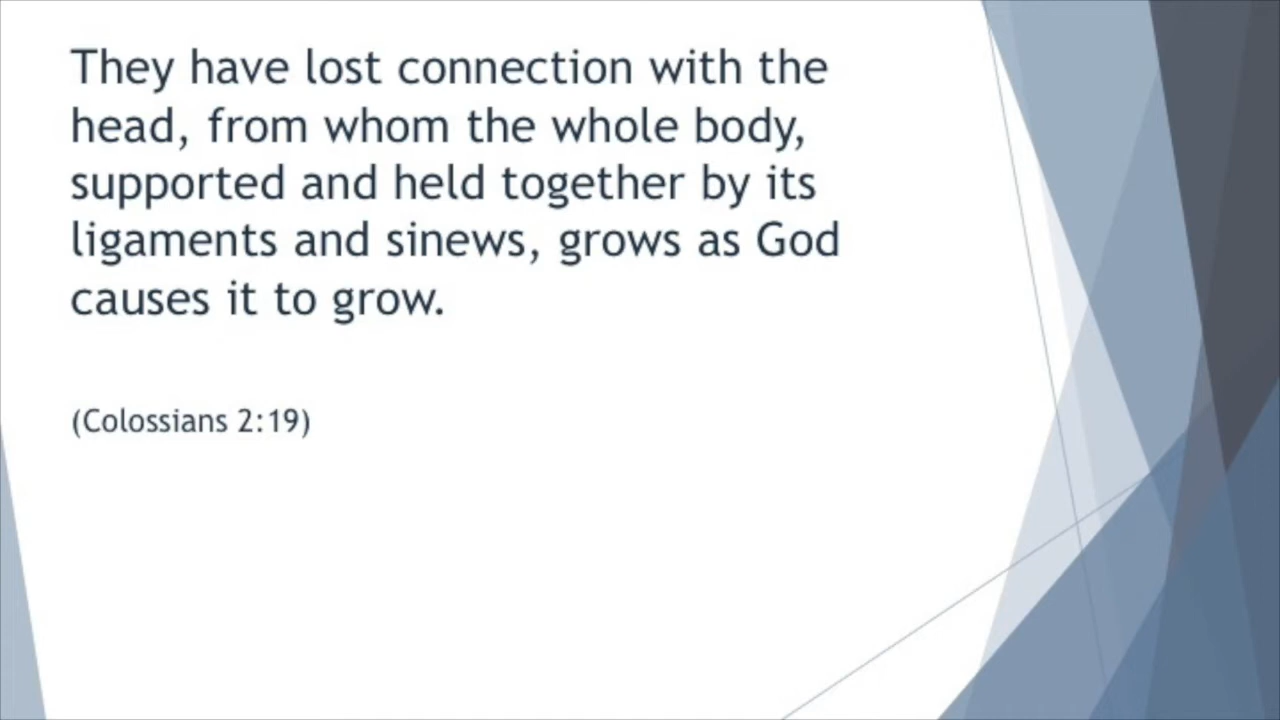 They have lost connection with the
head, from whom the whole body,
supported and held together by its
ligaments and sinews, grows as God
causes it to grow.
(Colossians 2:19)